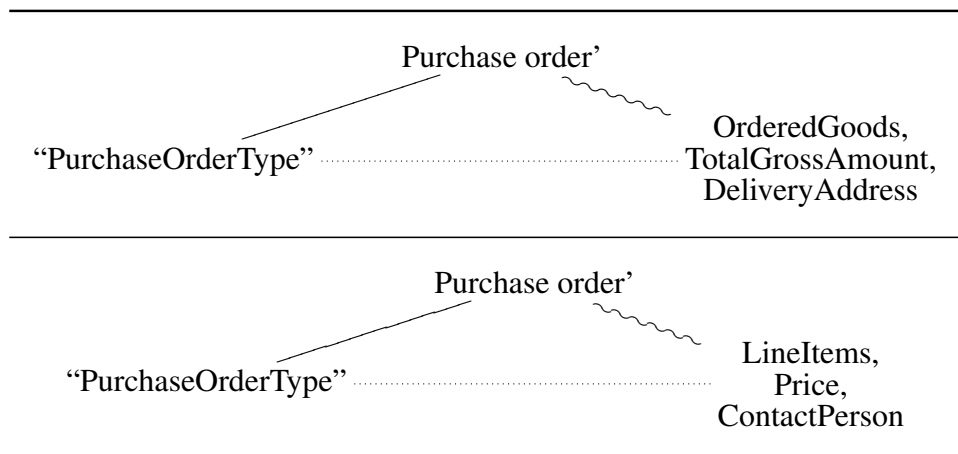 Purchase order’
OrderedGoods,
“PurchaseOrderType”
TotalGrossAmount,
DeliveryAddress
Purchase order’
LineItems,
“PurchaseOrderType”
Price,
ContactPerson